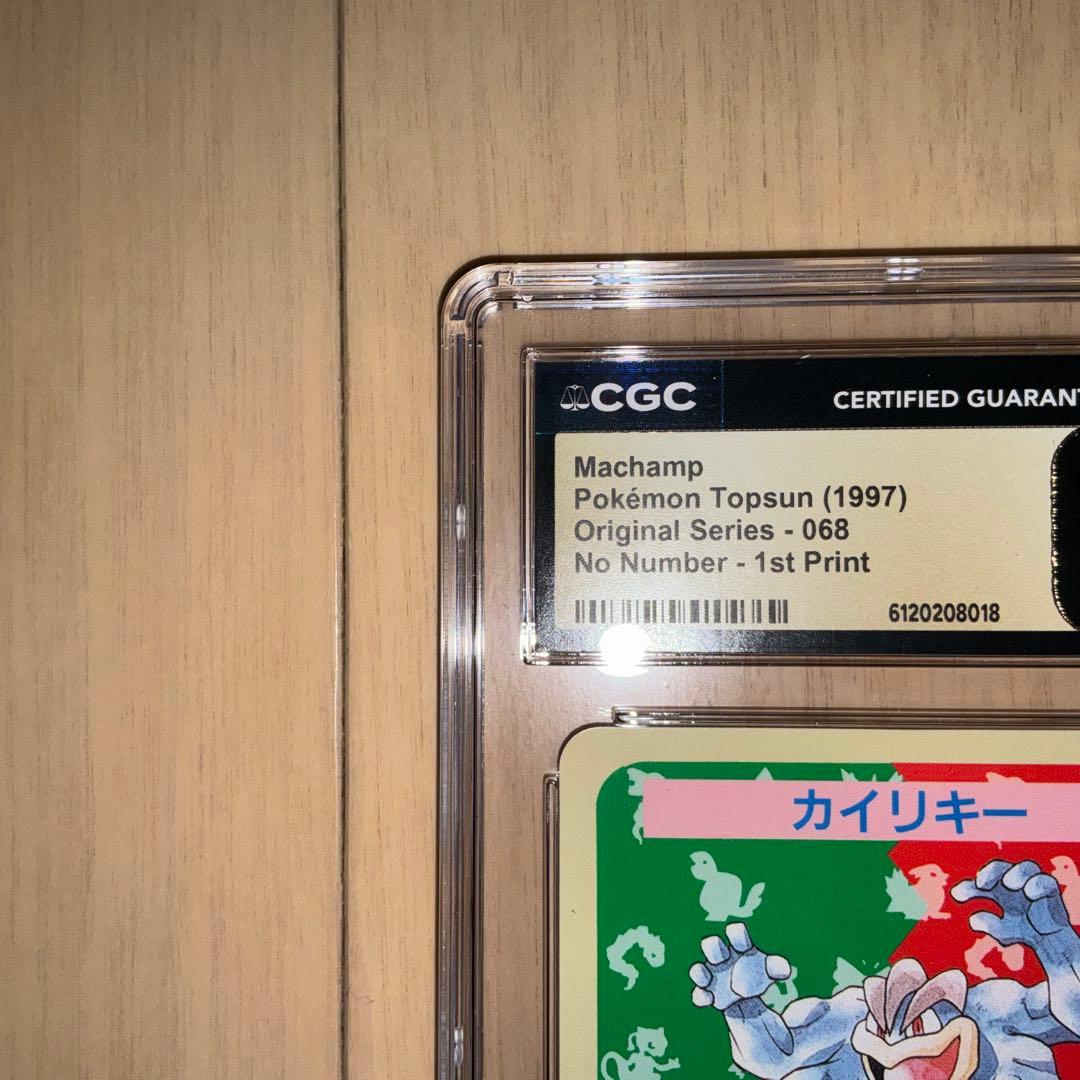 CGC
CERTIFIED GUARANT
Machamp
Pokémon Topsun (1997)
Original Series - 068
No Number - 1st Print
6120208018
カイリキー